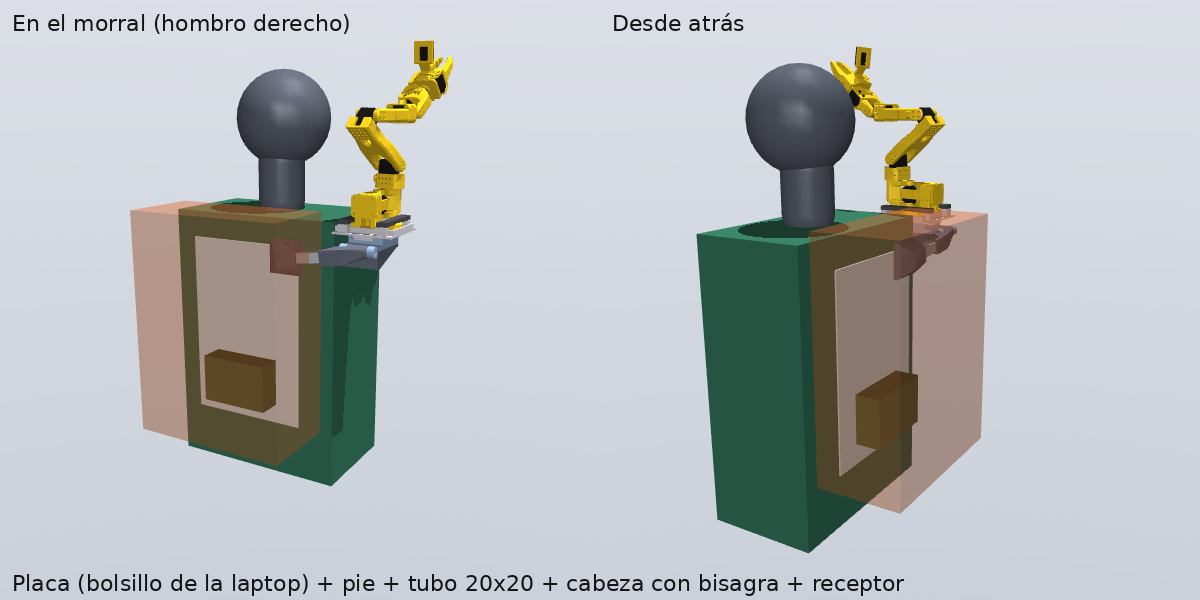 En el morral (hombro derecho)
Desde atrás
Placa (bolsillo de la laptop) + pie + tubo 20x20 + cabeza con bisagra + receptor